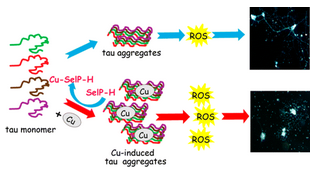 ROS
tau aggregates
Cu-SelP-H
SelP-H
Cu
ROS
tau monomer
+ Cu
Cu
ROS
Cu
ROS
Cu-induced
tau aggregates